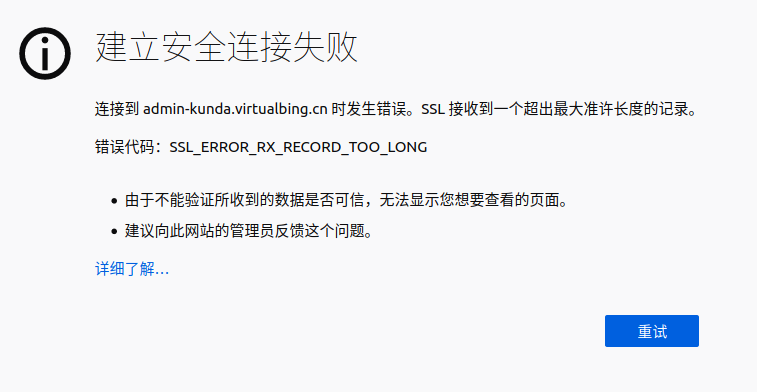 建立安全连接失败
连接到 admin-kunda.virtualbing.cn 时发生错误。SSL 接收到一个超出最大准许长度的记录。
错误代码：SSL_ERROR_RX_RECORD_TOO_LONG
• 由于不能验证所收到的数据是否可信，无法显示您想要查看的页面。
• 建议向此网站的管理员反馈这个问题。
详细了解…
重试